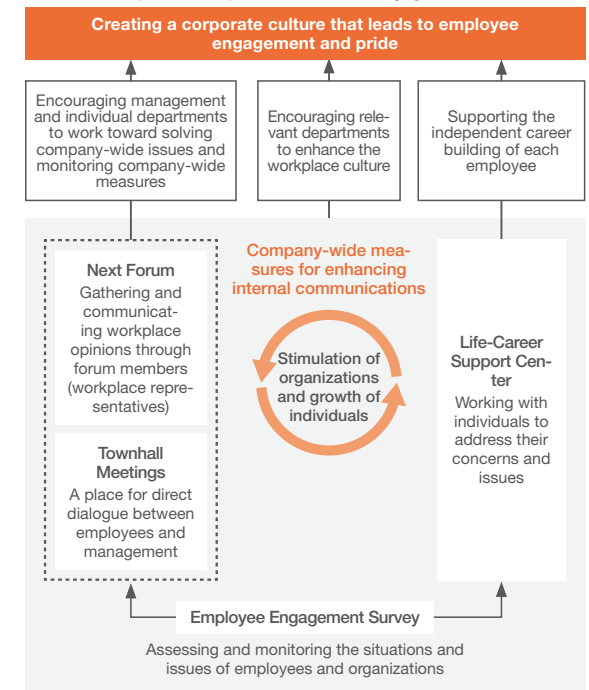 Creating a corporate culture that leads to employee
engagement and pride
Encouraging management
and individual departments
to work toward solving
company-wide issues and
monitoring company-wide
measures
Encouraging rele-
vant departments
to enhance the
workplace culture
Supporting the
independent career
building of each
employee
Next Forum
Gathering and
communicat-
ing workplace
opinions through
forum members
(workplace repre-
sentatives)
Townhall
Meetings
A place for direct
dialogue between
employees and
management
Company-wide mea-
sures for enhancing
internal communications
Stimulation of
organizations
and growth of
individuals
Life-Career
Support Cen-
ter
Working with
individuals to
address their
concerns and
issues
Employee Engagement Survey
Assessing and monitoring the situations and
issues of employees and organizations